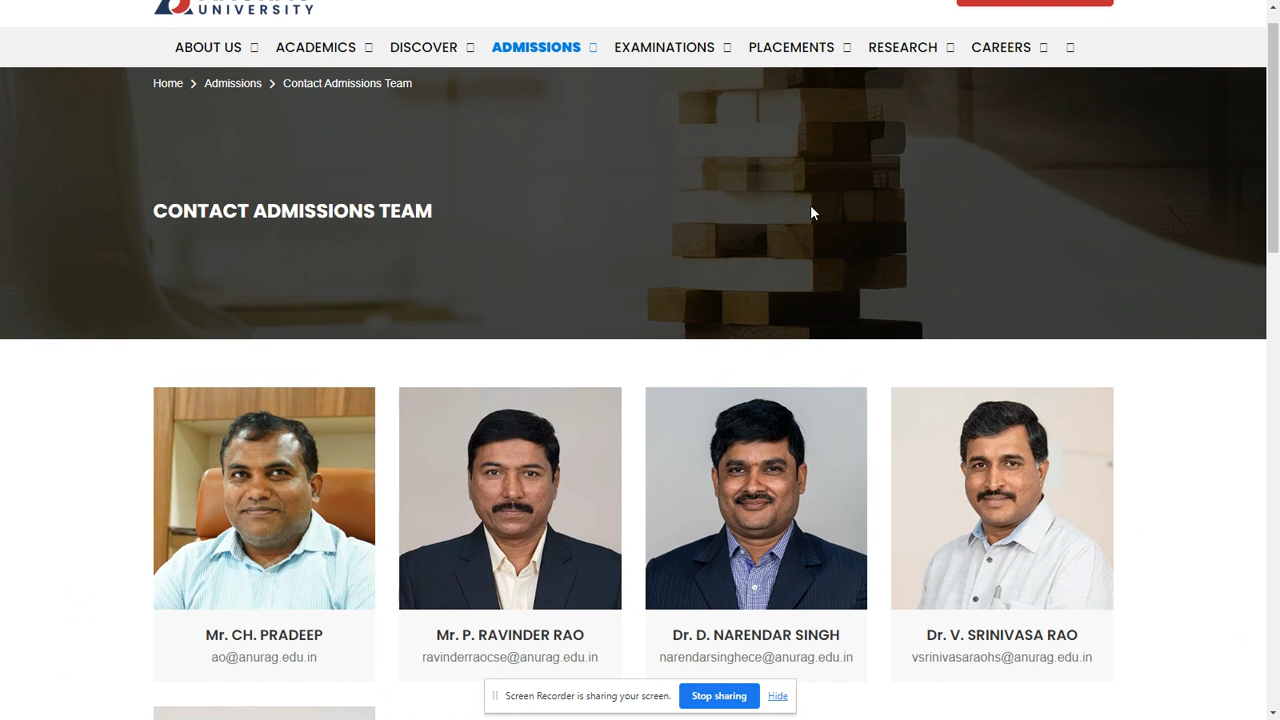 UNIVERSITY
ABOUT US ACADEMICS DISCOVER ADMISSIONS EXAMINATIONS PLACEMENTS RESEARCH CAREERS
Home > Admissions > Contact Admissions Team
CONTACT ADMISSIONS TEAM
Mr. CH. PRADEEP
ao@anurag.edu.in
Mr. P. RAVINDER RAO
ravinderraocse@anurag.edu.in
Dr. D. NARENDAR SINGH
narendarsinghece@anurag.edu.in
Dr. V. SRINIVASA RAO
vsrinivasaraohs@anurag.edu.in
Screen Recorder is sharing your screen. Stop sharing Hide